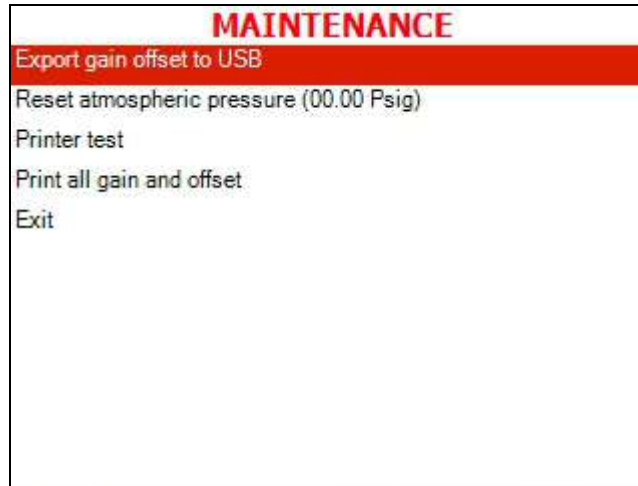 MAINTENANCE
Export gain offset to USB
Reset atmospheric pressure (00.00 Psig)
Printer test
Print all gain and offset
Exit